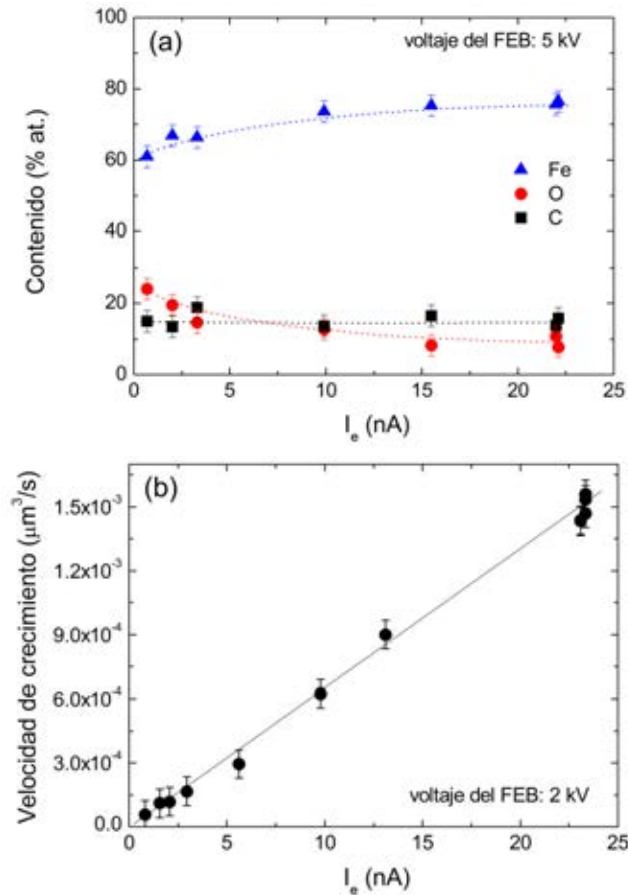 (a)
voltaje del FEB: 5 kV
100
80
60
40
20
0
Contenido (% at.)
Fe
O
C
0 5 10 15 20 25
I_e (nA)
(b)
1.5x10⁻³
1.2x10⁻³
9.0x10⁻⁴
6.0x10⁻⁴
3.0x10⁻⁴
0.0
Velocidad de crecimiento (μm³/s)
voltaje del FEB: 2 kV
0 5 10 15 20 25
I_e (nA)